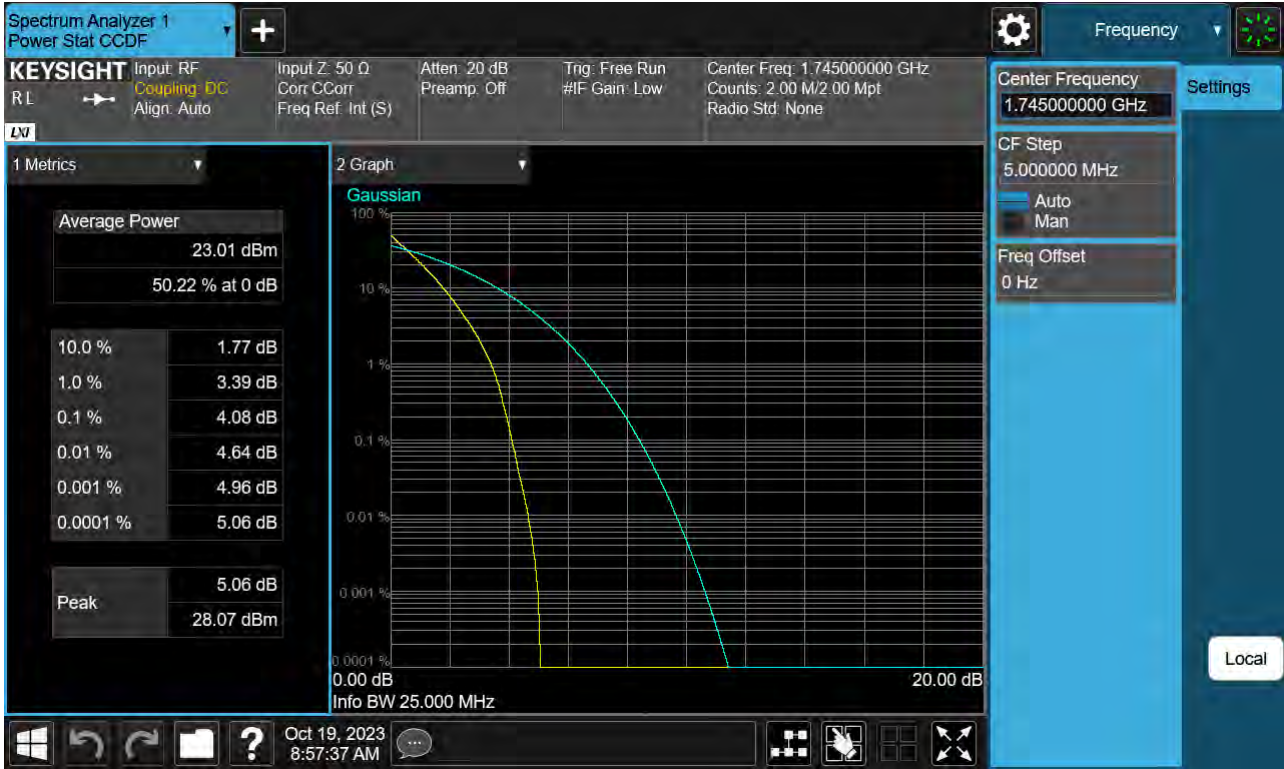 Spectrum Analyzer 1
Power Stat CCDF
+
Frequency
KEYSIGHT
R L
LXI
Input: RF
Coupling: DC
Align: Auto
Input Z: 50 Ω
Corr CCorr
Freq Ref: Int (S)
Atten: 20 dB
Preamp: Off
Trig: Free Run
#IF Gain: Low
Center Freq: 1.745000000 GHz
Counts: 2.00 M/2.00 Mpt
Radio Std: None
1 Metrics
Average Power
23.01 dBm
50.22 % at 0 dB
10.0 % 1.77 dB
1.0 % 3.39 dB
0.1 % 4.08 dB
0.01 % 4.64 dB
0.001 % 4.96 dB
0.0001 % 5.06 dB
Peak
5.06 dB
28.07 dBm
2 Graph
Gaussian
100 %
10 %
1 %
0.1 %
0.01 %
0.001 %
0.0001 %
0.00 dB 20.00 dB
Info BW 25.000 MHz
Center Frequency
1.745000000 GHz
CF Step
5.000000 MHz
Auto
Man
Freq Offset
0 Hz
Settings
Local
?
Oct 19, 2023
8:57:37 AM